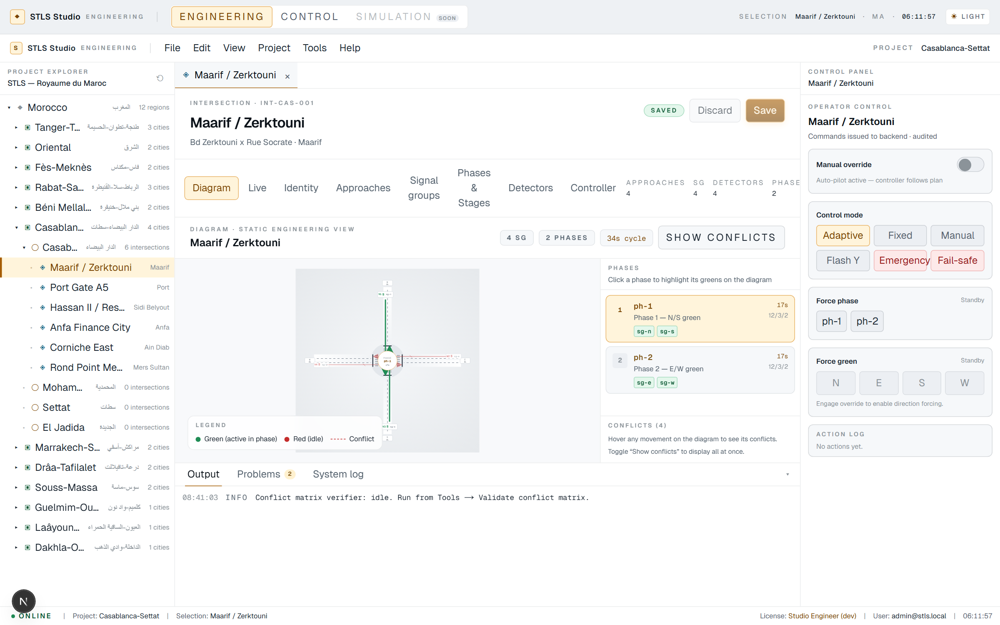 STLS Studio ENGINEERING
ENGINEERING CONTROL SIMULATION SOON
SELECTION Maarif / Zerktouni · MA · 06:11:57 LIGHT
S STLS Studio ENGINEERING
File Edit View Project Tools Help
PROJECT Casablanca-Settat
PROJECT EXPLORER
STLS — Royaume du Maroc
Morocco المغرب 12 regions
Tanger-T... طنجة-تطوان-الحسيمة 3 cities
Oriental الشرق 2 cities
Fès-Meknès فاس-مكناس 2 cities
Rabat-Sa... الرباط-سلا-القنيطرة 3 cities
Béni Mellal... بني ملال-خنيفرة 2 cities
Casablan... الدار البيضاء-سطات 4 cities
Casab... الدار البيضاء 6 intersections
Maarif / Zerktouni Maarif
Port Gate A5 Port
Hassan II / Res... Sidi Belyout
Anfa Finance City Anfa
Corniche East Ain Diab
Rond Point Me... Mers Sultan
Moham... المحمدية 0 intersections
Settat سطات 0 intersections
El Jadida الجديدة 0 intersections
Marrakech-S... مراكش-آسفي 2 cities
Drâa-Tafilalet درعة-تافيلالت 2 cities
Souss-Massa سوس-ماسة 2 cities
Guelmim-Ou... كلميم-واد نون 1 cities
Laâyoun... العيون-الساقية الحمراء 1 cities
Dakhla-O... الداخلة-وادي الذهب 1 cities
Maarif / Zerktouni ×
INTERSECTION · INT-CAS-001
Maarif / Zerktouni
Bd Zerktouni x Rue Socrate · Maarif
SAVED Discard Save
Diagram Live Identity Approaches Signal groups Phases & Stages Detectors Controller
APPROACHES 4
SG 4
DETECTORS 4
PHASE 2
DIAGRAM · STATIC ENGINEERING VIEW
Maarif / Zerktouni
4 SG 2 PHASES 34s cycle SHOW CONFLICTS
V1 S sg-n
PHASE
ph-1
17s
V2 S sg-e
V4 S
V3 S sg-s
LEGEND
Green (active in phase) Red (idle) Conflict
PHASES
Click a phase to highlight its greens on the diagram
1 ph-1 17s
Phase 1 — N/S green 12/3/2
sg-n sg-s
2 ph-2 17s
Phase 2 — E/W green 12/3/2
sg-e sg-w
CONFLICTS (4)
Hover any movement on the diagram to see its conflicts.
Toggle “Show conflicts” to display all at once.
Output Problems 2 System log
08:41:03 INFO Conflict matrix verifier: idle. Run from Tools → Validate conflict matrix.
CONTROL PANEL
Maarif / Zerktouni
OPERATOR CONTROL
Maarif / Zerktouni
Commands issued to backend · audited
Manual override
Auto-pilot active — controller follows plan
Control mode
Adaptive Fixed Manual
Flash Y Emergency Fail-safe
Force phase Standby
ph-1 ph-2
Force green Standby
N E S W
Engage override to enable direction forcing.
ACTION LOG
No actions yet.
N
ONLINE | Project: Casablanca-Settat | Selection: Maarif / Zerktouni
License: Studio Engineer (dev) | User: admin@stls.local | 06:11:57